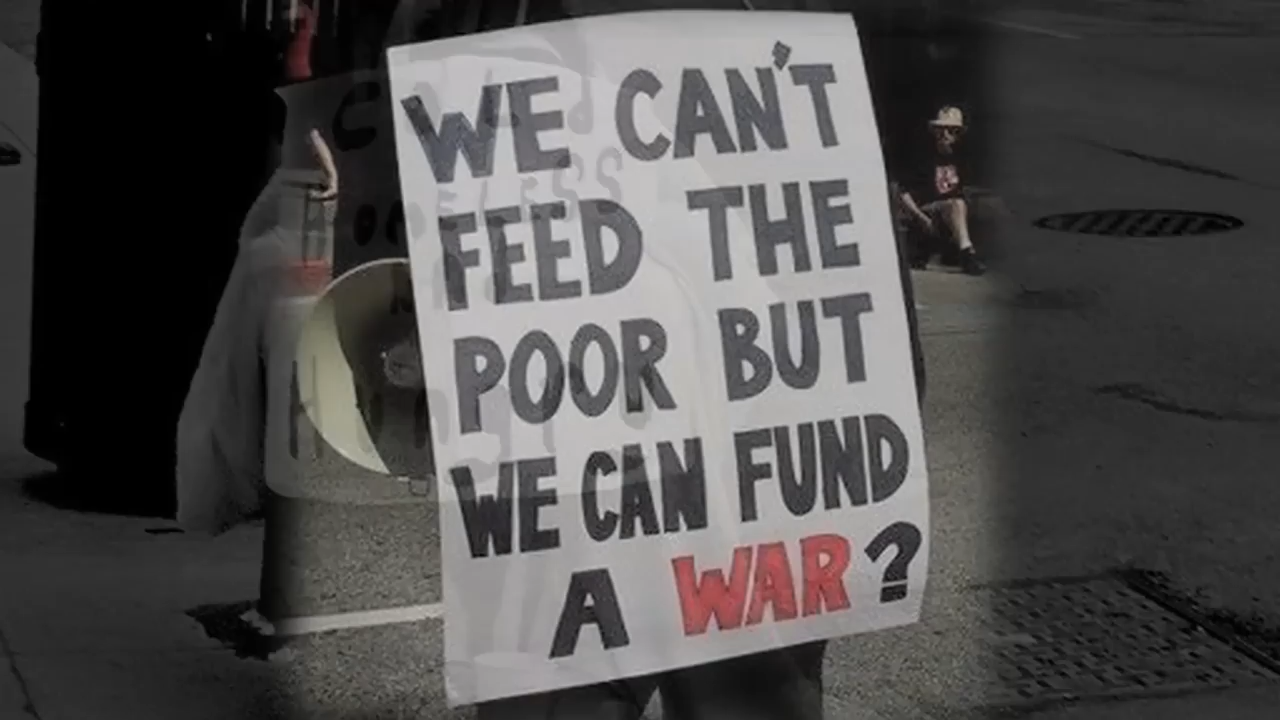 WE CAN'T
FEED THE
POOR BUT
WE CAN FUND
A WAR?